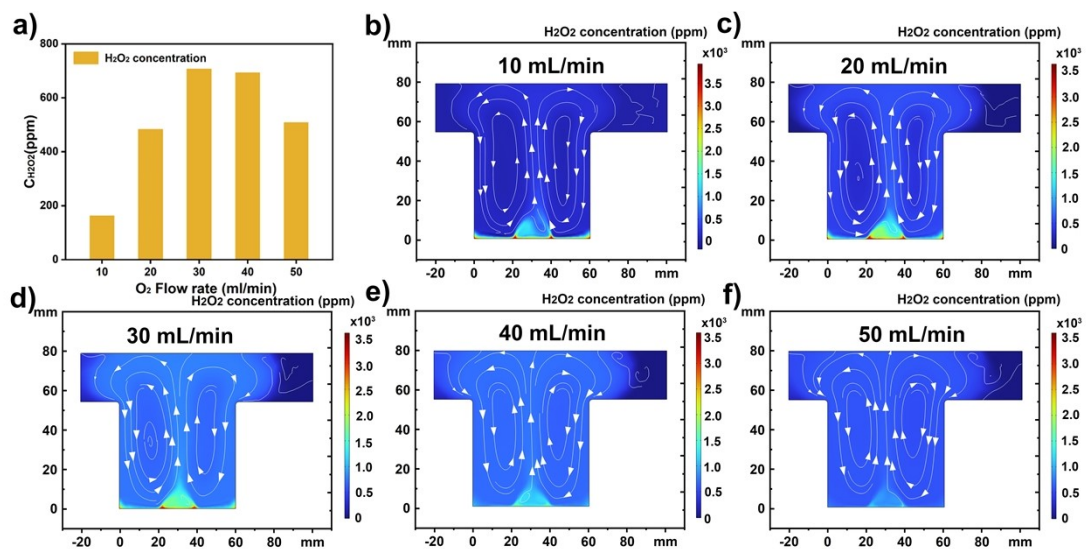 a)
800
600
400
200
0
CH₂O₂(ppm)
H₂O₂ concentration
10 20 30 40 50
O₂ Flow rate (ml/min)
b)
H₂O₂ concentration (ppm)
mm
10 mL/min
x10³
80
60
40
20
0
-20 0 20 40 60 80 mm
3.5
3.0
2.5
2.0
1.5
1.0
0.5
0
c)
H₂O₂ concentration (ppm)
mm
20 mL/min
x10³
80
60
40
20
0
-20 0 20 40 60 80 mm
3.5
3.0
2.5
2.0
1.5
1.0
0.5
0
d)
H₂O₂ concentration (ppm)
mm
30 mL/min
x10³
80
60
40
20
0
-20 0 20 40 60 80 mm
3.5
3.0
2.5
2.0
1.5
1.0
0.5
0
e)
H₂O₂ concentration (ppm)
mm
40 mL/min
x10³
80
60
40
20
0
-20 0 20 40 60 80 mm
3.5
3.0
2.5
2.0
1.5
1.0
0.5
0
f)
H₂O₂ concentration (ppm)
mm
50 mL/min
x10³
80
60
40
20
0
-20 0 20 40 60 80 mm
3.5
3.0
2.5
2.0
1.5
1.0
0.5
0